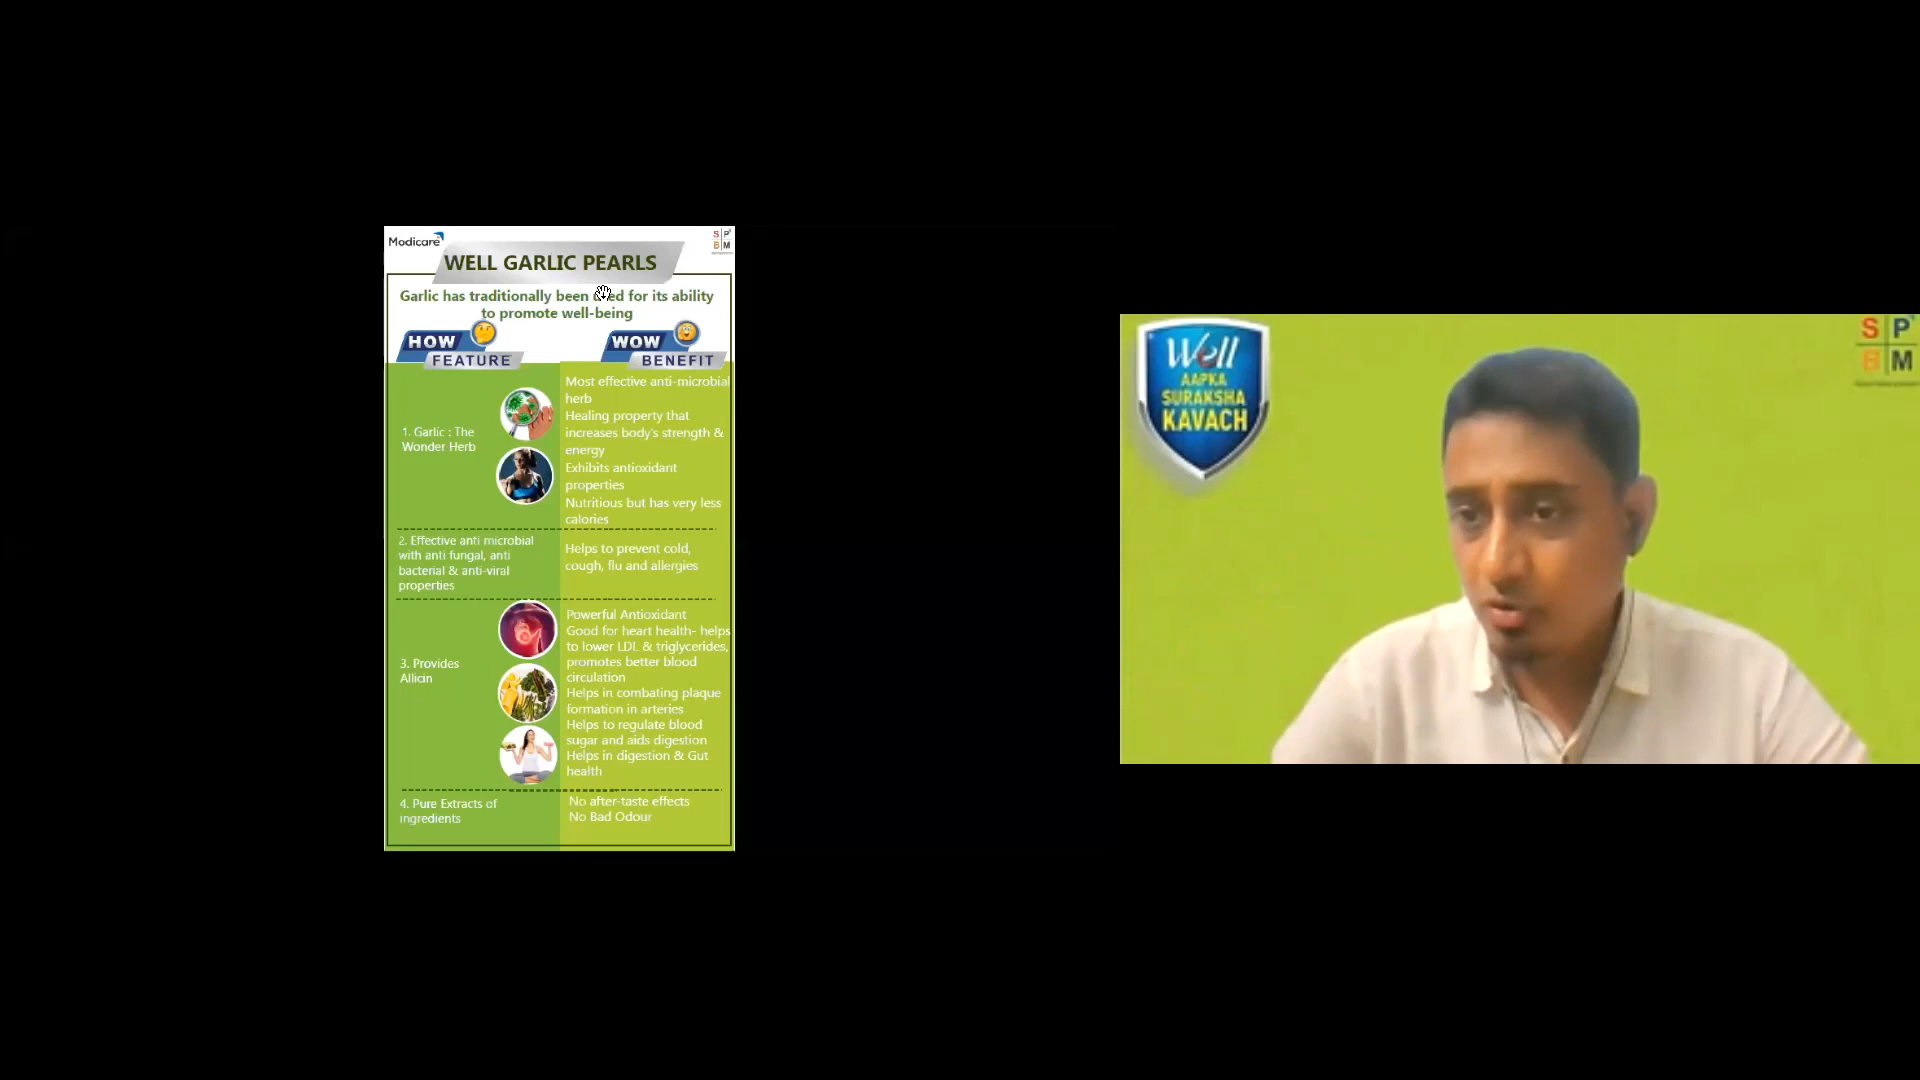 Modicare
S P
B M
WELL GARLIC PEARLS
Garlic has traditionally been used for its ability
to promote well-being
HOW
FEATURE
WOW
BENEFIT
1. Garlic : The
Wonder Herb
Most effective anti-microbial
herb
Healing property that
increases body's strength &
energy
Exhibits antioxidant
properties
Nutritious but has very less
calories
2. Effective anti microbial
with anti fungal, anti
bacterial & anti-viral
properties
Helps to prevent cold,
cough, flu and allergies
3. Provides
Allicin
Powerful Antioxidant
Good for heart health- helps
to lower LDL & triglycerides,
promotes better blood
circulation
Helps in combating plaque
formation in arteries
Helps to regulate blood
sugar and aids digestion
Helps in digestion & Gut
health
4. Pure Extracts of
ingredients
No after-taste effects
No Bad Odour
Well
AAPKA
SURAKSHA
KAVACH
S P
B M